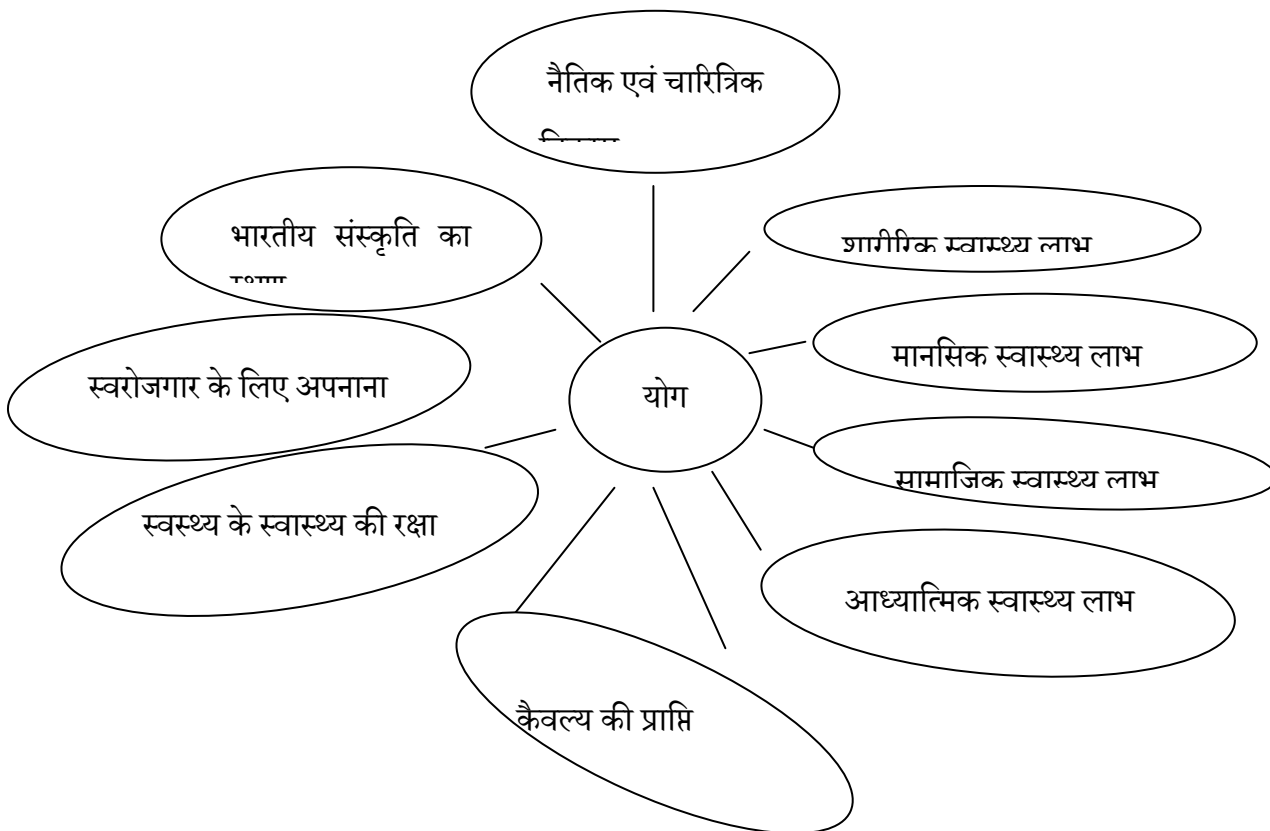 नैतिक एवं चारित्रिक
भारतीय संस्कृति का
शारीरिक स्वास्थ्य लाभ
मानसिक स्वास्थ्य लाभ
स्वरोजगार के लिए अपनाना
योग
सामाजिक स्वास्थ्य लाभ
स्वस्थ्य के स्वास्थ्य की रक्षा
आध्यात्मिक स्वास्थ्य लाभ
कैवल्य की प्राप्ति